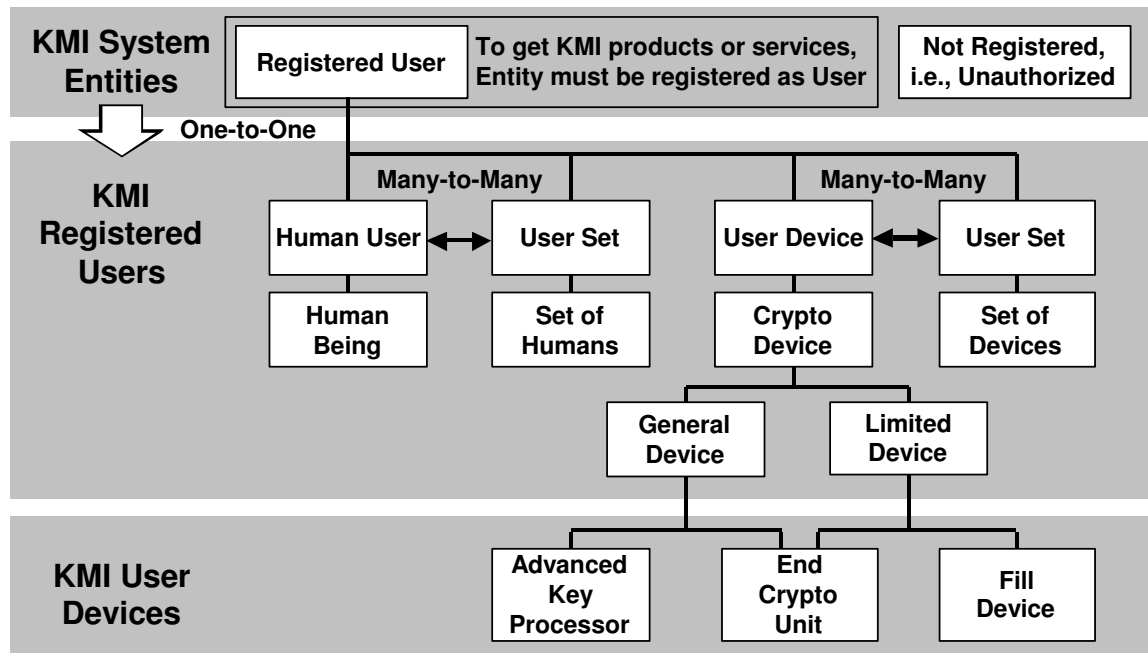 KMI System
Entities
Registered User
To get KMI products or services,
Entity must be registered as User
Not Registered,
i.e., Unauthorized
One-to-One
KMI
Registered
Users
Many-to-Many
Many-to-Many
Human User
User Set
User Device
User Set
Human
Being
Set of
Humans
Crypto
Device
Set of
Devices
General
Device
Limited
Device
KMI User
Devices
Advanced
Key
Processor
End
Crypto
Unit
Fill
Device